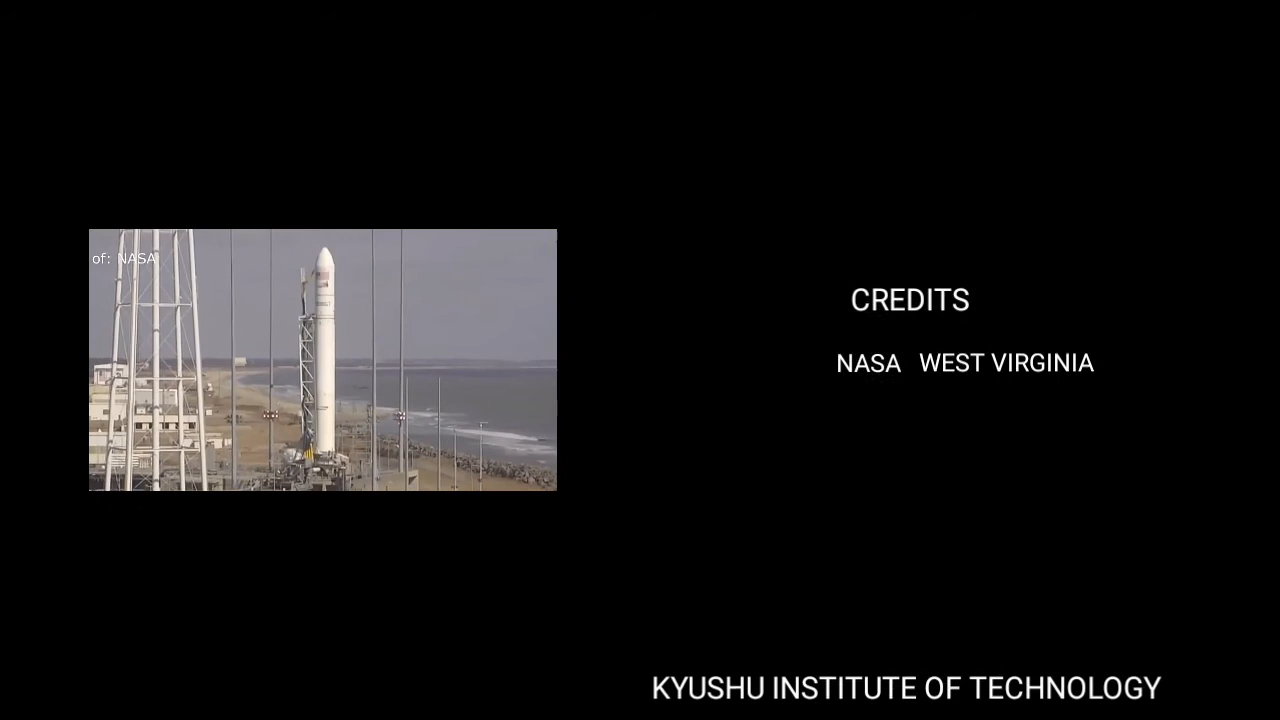 of: NASA
CREDITS
NASA WEST VIRGINIA
KYUSHU INSTITUTE OF TECHNOLOGY